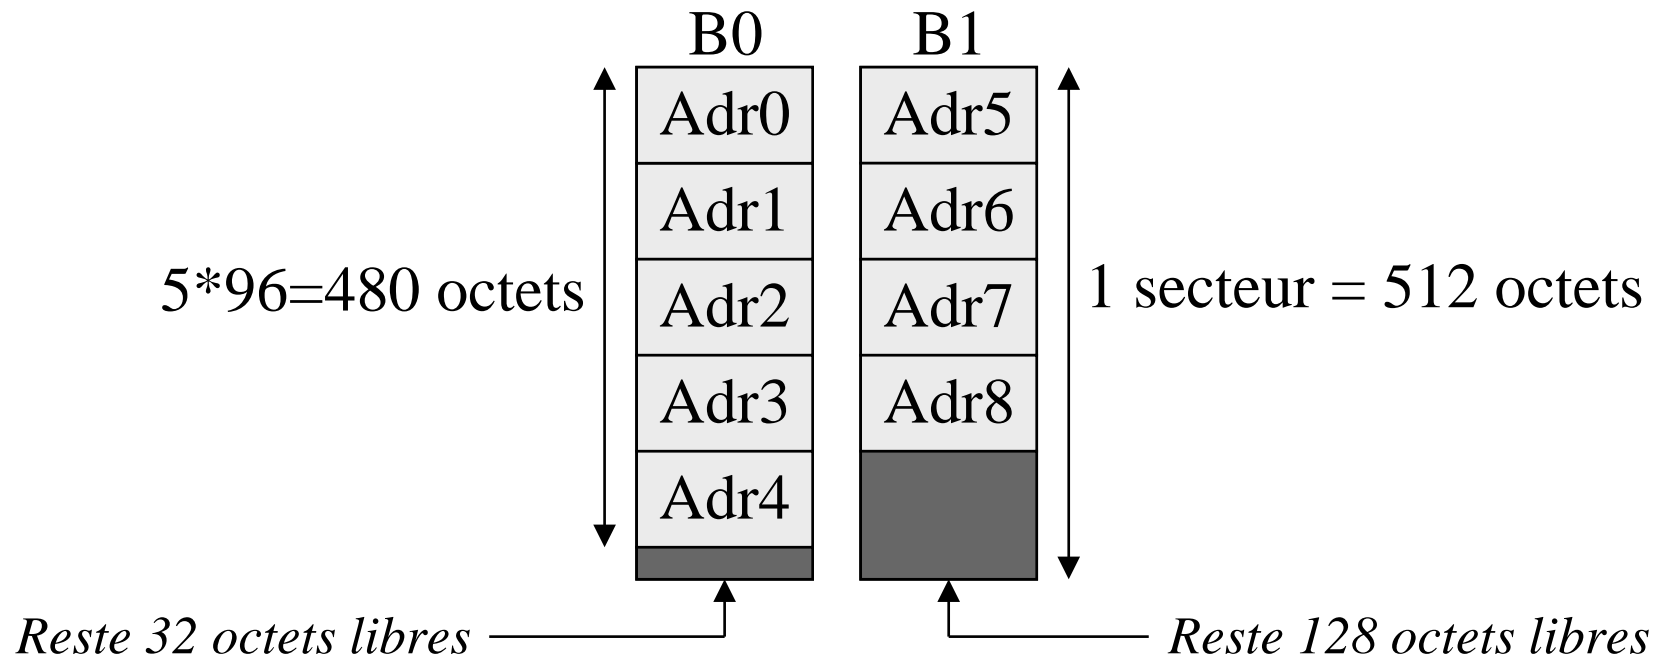 B0 B1
Adr0 Adr5
Adr1 Adr6
5*96=480 octets Adr2 Adr7 1 secteur = 512 octets
Adr3 Adr8
Adr4
Reste 32 octets libres Reste 128 octets libres